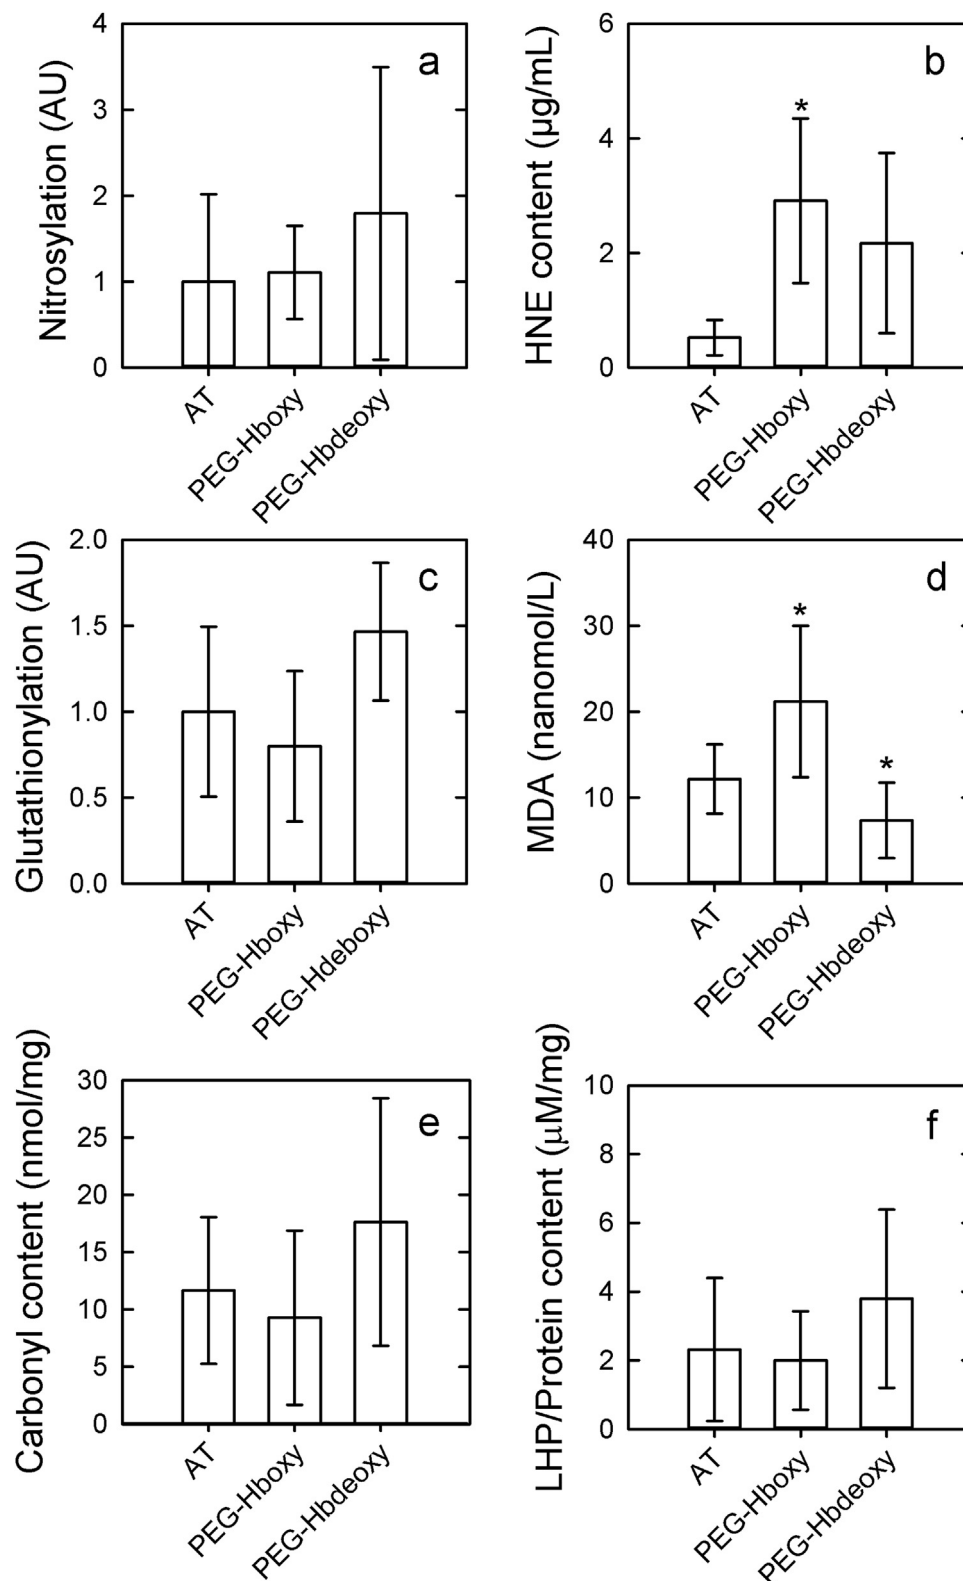 a
Nitrosylation (AU)
4
3
2
1
0
AT
PEG-Hboxy
PEG-Hbdeoxy
b
HNE content (µg/mL)
6
4
2
0
*
AT
PEG-Hboxy
PEG-Hbdeoxy
c
Glutathionylation (AU)
2.0
1.5
1.0
0.5
0.0
AT
PEG-Hboxy
PEG-Hdeboxy
d
MDA (nanomol/L)
40
30
20
10
0
*
*
AT
PEG-Hboxy
PEG-Hbdeoxy
e
Carbonyl content (nmol/mg)
30
25
20
15
10
5
0
AT
PEG-Hboxy
PEG-Hbdeoxy
f
LHP/Protein content (µM/mg)
10
8
6
4
2
0
AT
PEG-Hboxy
PEG-Hbdeoxy